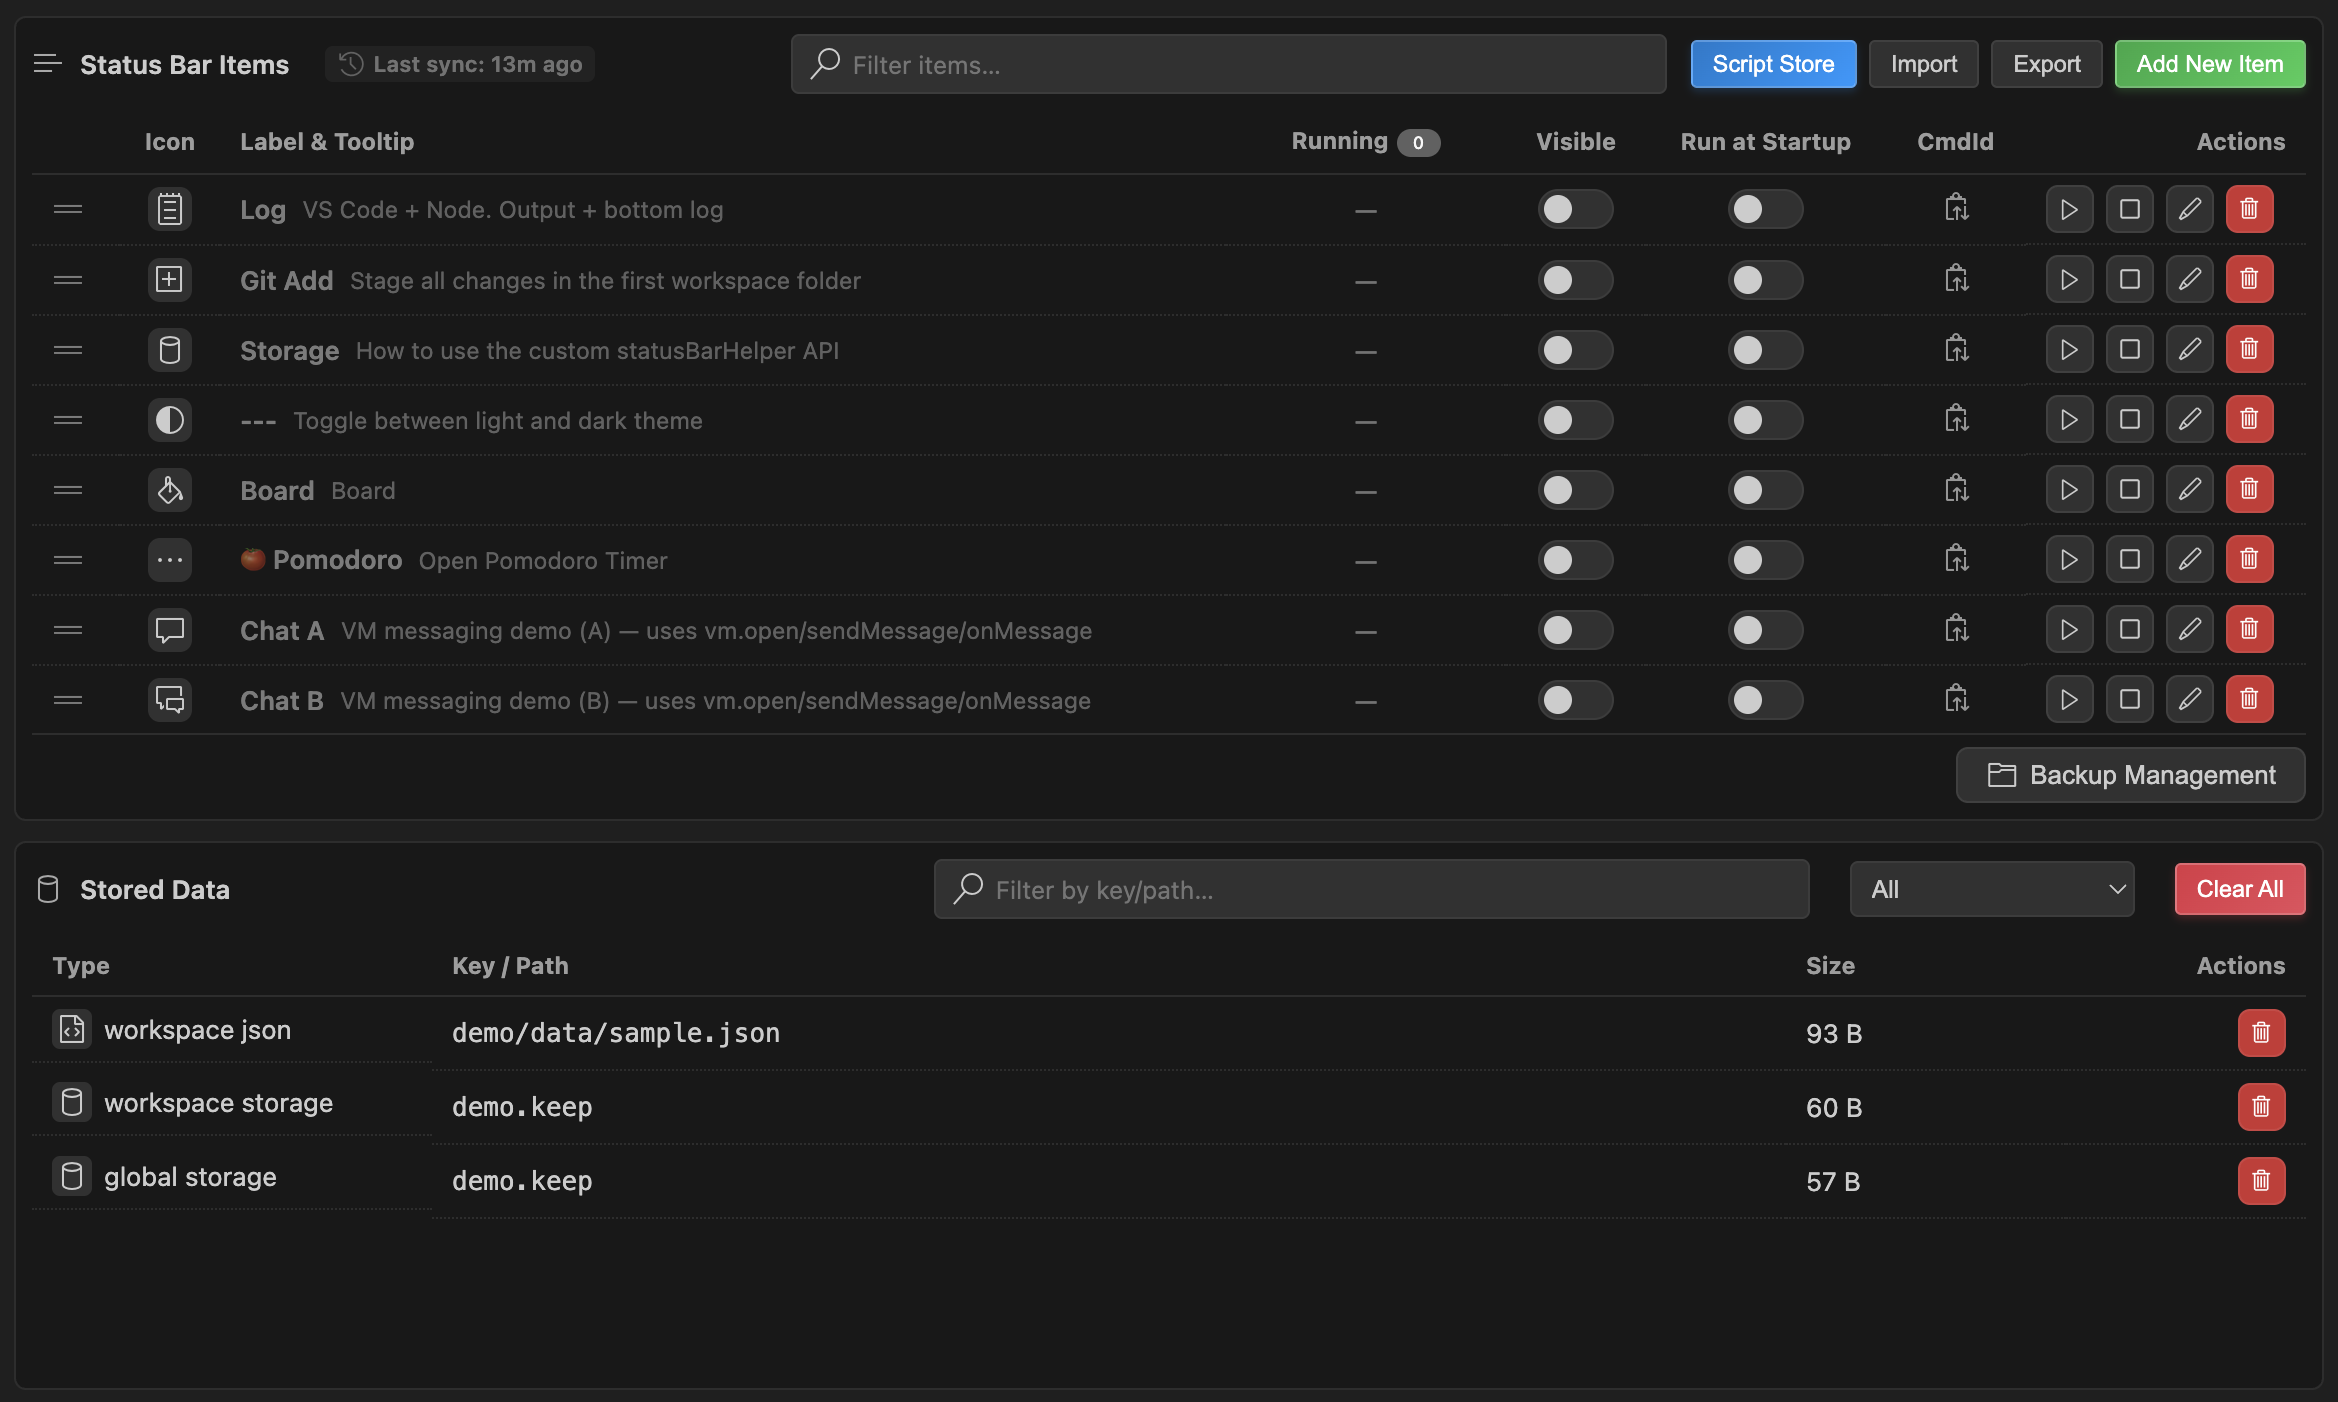 Status Bar Items Last sync: 13m ago Filter items... Script Store Import Export Add New Item
Icon Label & Tooltip Running 0 Visible Run at Startup CmdId Actions
Log VS Code + Node. Output + bottom log —
Git Add Stage all changes in the first workspace folder —
Storage How to use the custom statusBarHelper API —
--- Toggle between light and dark theme —
Board Board —
🍅 Pomodoro Open Pomodoro Timer —
Chat A VM messaging demo (A) — uses vm.open/sendMessage/onMessage —
Chat B VM messaging demo (B) — uses vm.open/sendMessage/onMessage —
Backup Management
Stored Data Filter by key/path... All Clear All
Type Key / Path Size Actions
workspace json demo/data/sample.json 93 B
workspace storage demo.keep 60 B
global storage demo.keep 57 B